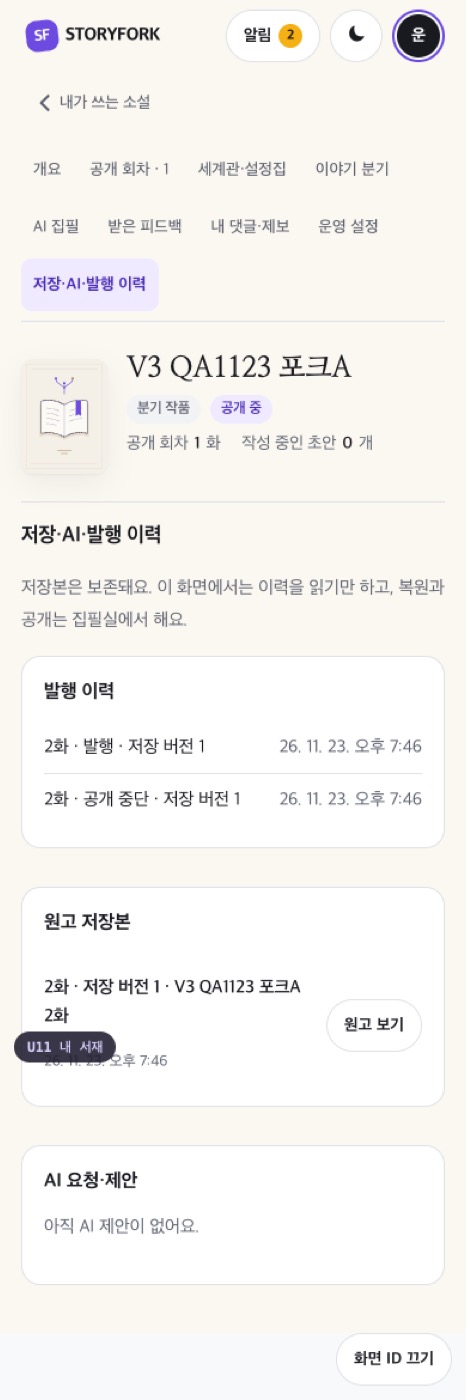 SF STORYFORK 알림 2 운
내가 쓰는 소설
개요 공개 회차 · 1 세계관·설정집 이야기 분기
AI 집필 받은 피드백 내 댓글·제보 운영 설정
저장·AI·발행 이력
V3 QA1123 포크A
분기 작품 공개 중
공개 회차 1 화 작성 중인 초안 0 개
저장·AI·발행 이력
저장본은 보존돼요. 이 화면에서는 이력을 읽기만 하고, 복원과
공개는 집필실에서 해요.
발행 이력
2화 · 발행 · 저장 버전 1 26. 11. 23. 오후 7:46
2화 · 공개 중단 · 저장 버전 1 26. 11. 23. 오후 7:46
원고 저장본
2화 · 저장 버전 1 · V3 QA1123 포크A
2화
원고 보기
U11 내 서재
26. 11. 23. 오후 7:46
AI 요청·제안
아직 AI 제안이 없어요.
화면 ID 끄기